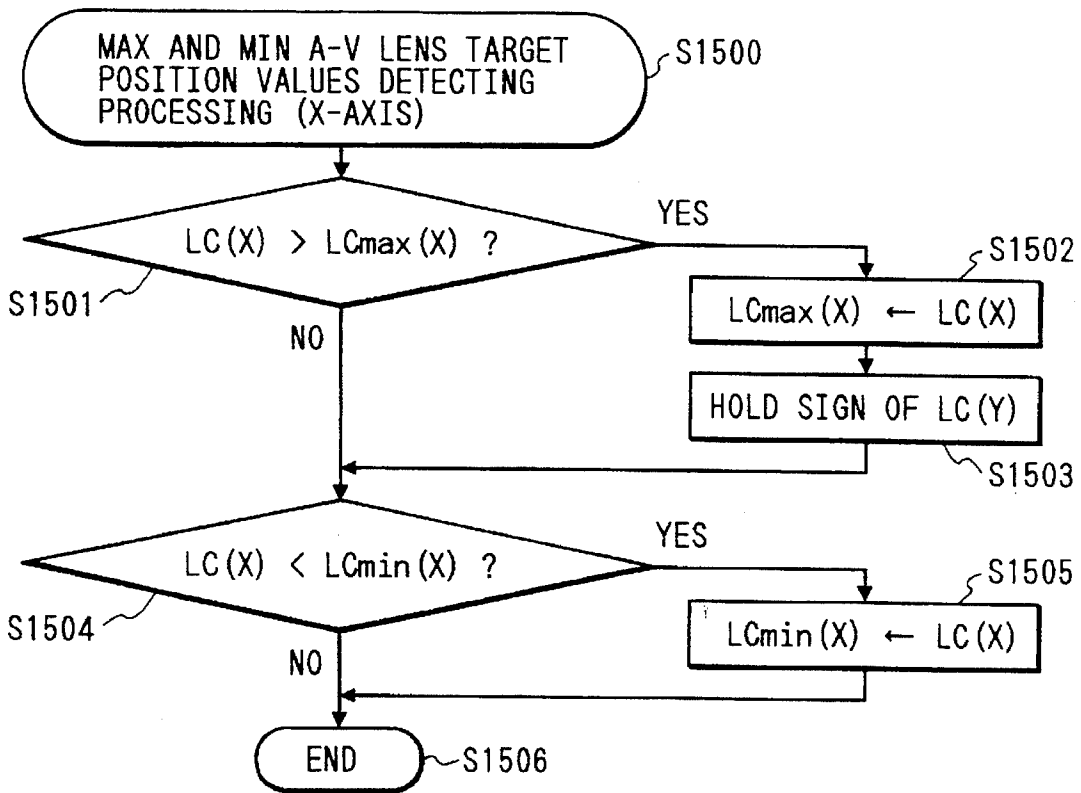 MAX AND MIN A-V LENS TARGET
POSITION VALUES DETECTING
PROCESSING (X-AXIS)
S1500
LC(X) > LCmax(X) ?
YES
S1501
NO
S1502
LCmax(X) ← LC(X)
HOLD SIGN OF LC(Y)
S1503
LC(X) < LCmin(X) ?
YES
S1504
NO
S1505
LCmin(X) ← LC(X)
END
S1506